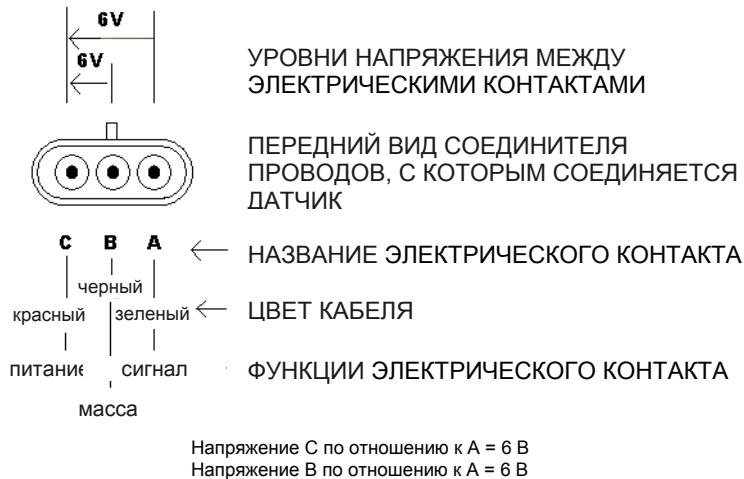 6V
6V
УРОВНИ НАПРЯЖЕНИЯ МЕЖДУ
ЭЛЕКТРИЧЕСКИМИ КОНТАКТАМИ
ПЕРЕДНИЙ ВИД СОЕДИНИТЕЛЯ
ПРОВОДОВ, С КОТОРЫМ СОЕДИНЯЕТСЯ
ДАТЧИК
C B A
НАЗВАНИЕ ЭЛЕКТРИЧЕСКОГО КОНТАКТА
черный
красный зеленый
ЦВЕТ КАБЕЛЯ
питание сигнал
ФУНКЦИИ ЭЛЕКТРИЧЕСКОГО КОНТАКТА
масса
Напряжение С по отношению к А = 6 В
Напряжение В по отношению к А = 6 В